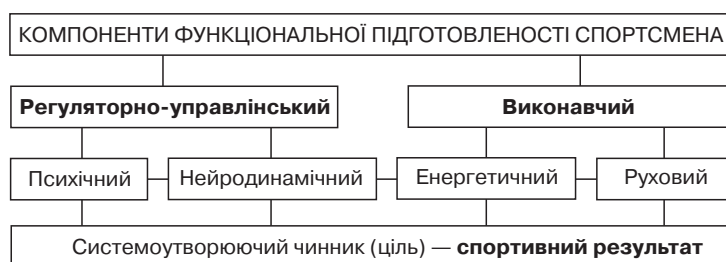 КОМПОНЕНТИ ФУНКЦІОНАЛЬНОЇ ПІДГОТОВЛЕНОСТІ СПОРТСМЕНА
Регуляторно-управлінський
Виконавчий
Психічний
Нейродинамічний
Енергетичний
Руховий
Системоутворюючий чинник (ціль) — спортивний результат